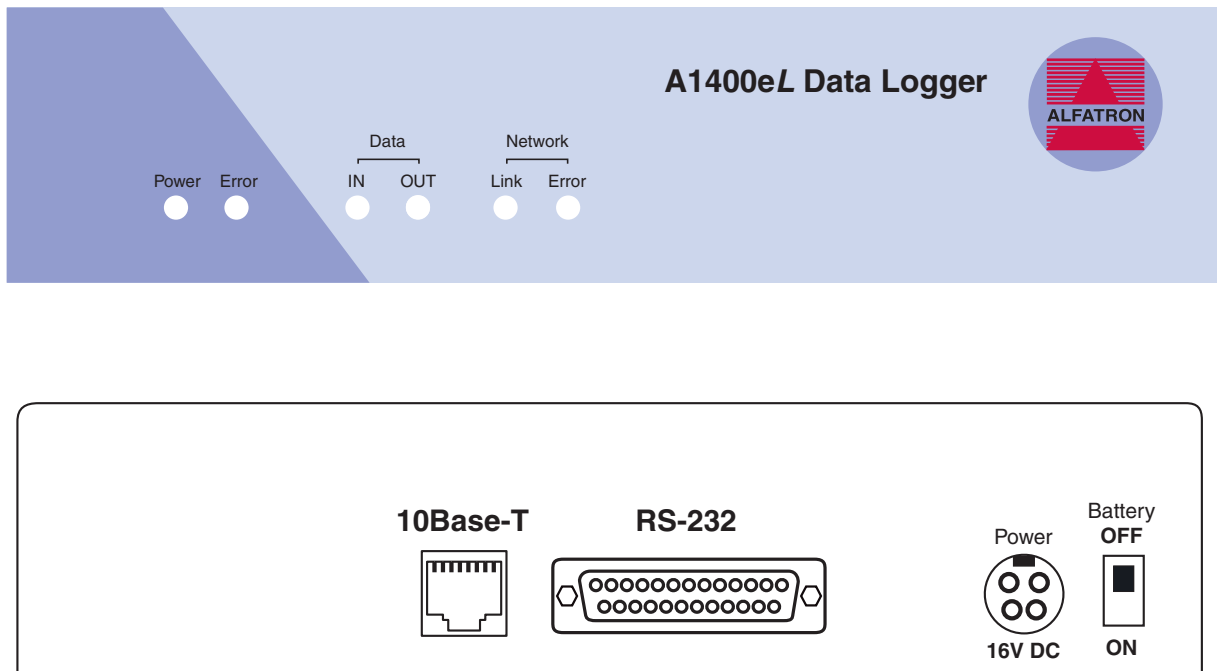 A1400eL Data Logger
ALFATRON
Data
Network
Power Error IN OUT Link Error
10Base-T
RS-232
Power
16V DC
Battery
OFF
ON